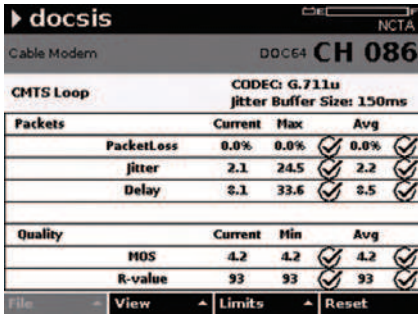 docsis
E F
NCTA
Cable Modem DOC64 CH 086
CMTS Loop CODEC: G.711u
Jitter Buffer Size: 150ms
Packets Current Max Avg
PacketLoss 0.0% 0.0% 0.0%
Jitter 2.1 24.5 2.2
Delay 8.1 33.6 8.5
Quality Current Min Avg
MOS 4.2 4.2 4.2
R-value 93 93 93
File View Limits Reset